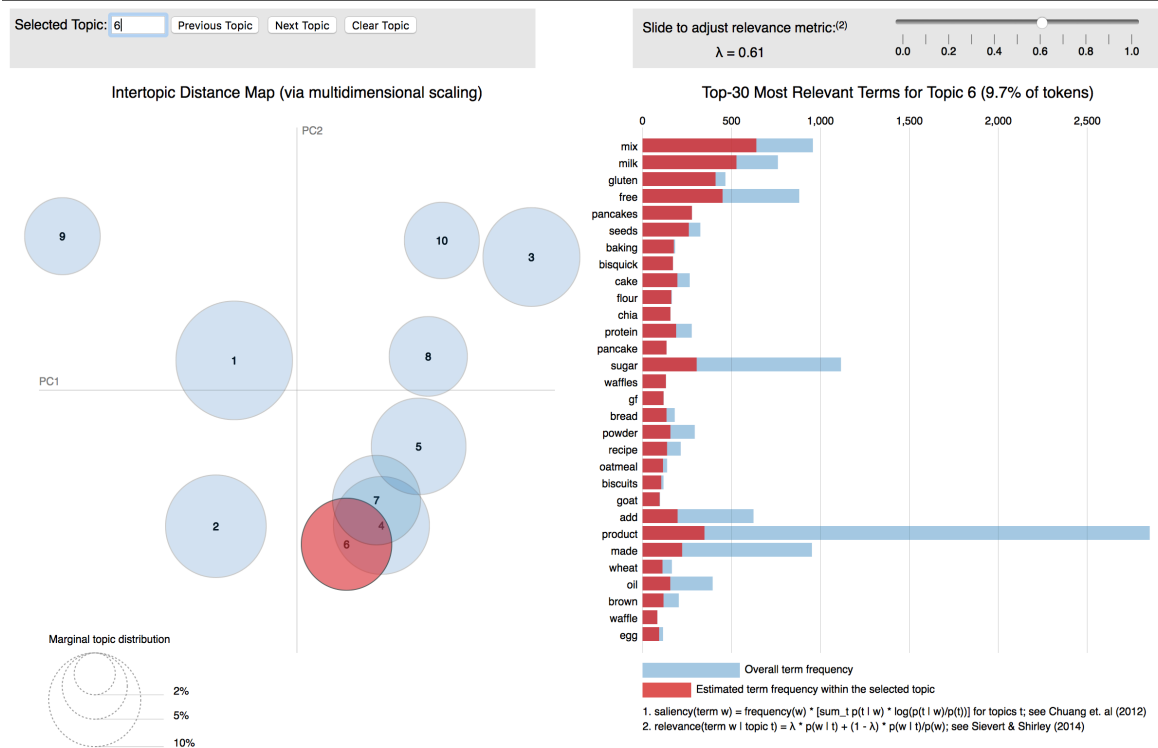 Selected Topic: 6 Previous Topic Next Topic Clear Topic
Slide to adjust relevance metric:(2)
λ = 0.61
0.0 0.2 0.4 0.6 0.8 1.0
Intertopic Distance Map (via multidimensional scaling)
PC2
PC1
9
10
3
1
8
5
7
4
2
6
Marginal topic distribution
2%
5%
10%
Top-30 Most Relevant Terms for Topic 6 (9.7% of tokens)
0 500 1,000 1,500 2,000 2,500
mix
milk
gluten
free
pancakes
seeds
baking
bisquick
cake
flour
chia
protein
pancake
sugar
waffles
gf
bread
powder
recipe
oatmeal
biscuits
goat
add
product
made
wheat
oil
brown
waffle
egg
Overall term frequency
Estimated term frequency within the selected topic
1. saliency(term w) = frequency(w) * [sum_t p(t | w) * log(p(t | w)/p(t))] for topics t; see Chuang et. al (2012)
2. relevance(term w | topic t) = λ * p(w | t) + (1 - λ) * p(w | t)/p(w); see Sievert & Shirley (2014)